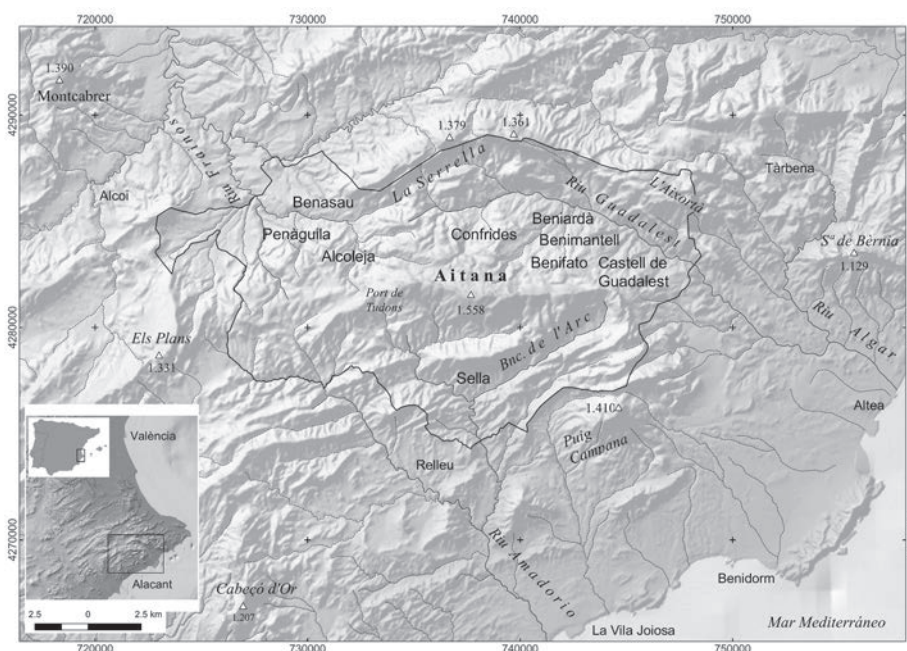 720000 730000 740000 750000
1.390
Montcabrer
4290000
1.379
1.361
Riu Frainos
Tàrbena
Alcoi
La Serrella
L'Aixortà
Benasau
Riu Guadalest
Beniardà
Penàguila
Confrides
Benimantell
Sª de Bèrnia
Alcoleja
Benifato
Castell de
Guadalest
1.129
Aitana
Port de
Tudons
1.558
4280000
Riu Algar
Els Plans
1.331
Bnc. de l'Arc
Sella
Altea
1.410
València
Puig
Campana
Relleu
4270000
Riu Amadorio
Alacant
Benidorm
Cabeçó d'Or
1.207
2.5 0 2.5 km
La Vila Joiosa
Mar Mediterráneo
720000 730000 740000 750000